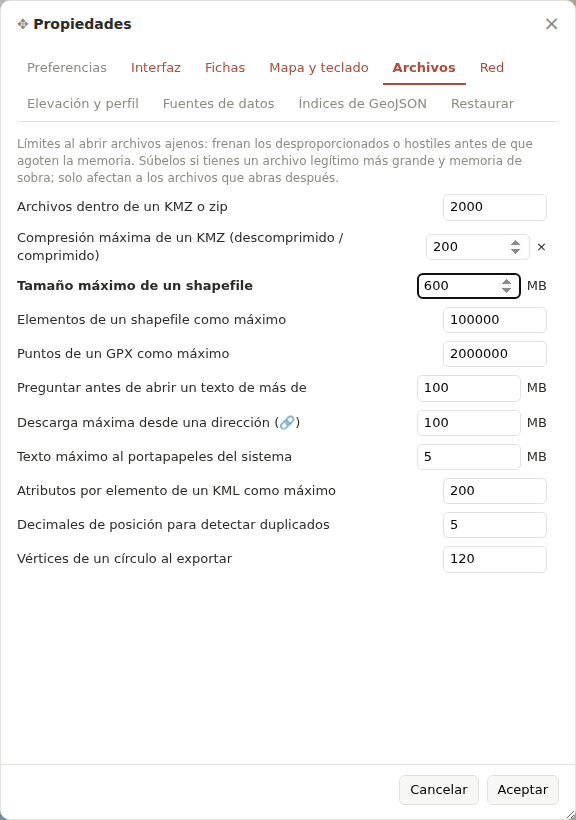 Propiedades
Preferencias Interfaz Fichas Mapa y teclado Archivos Red
Elevación y perfil Fuentes de datos Índices de GeoJSON Restaurar
Límites al abrir archivos ajenos: frenan los desproporcionados o hostiles antes de que
agoten la memoria. Súbelos si tienes un archivo legítimo más grande y memoria de
sobra; solo afectan a los archivos que abras después.
Archivos dentro de un KMZ o zip 2000
Compresión máxima de un KMZ (descomprimido /
comprimido) 200 ×
Tamaño máximo de un shapefile 600 MB
Elementos de un shapefile como máximo 100000
Puntos de un GPX como máximo 2000000
Preguntar antes de abrir un texto de más de 100 MB
Descarga máxima desde una dirección (🔗) 100 MB
Texto máximo al portapapeles del sistema 5 MB
Atributos por elemento de un KML como máximo 200
Decimales de posición para detectar duplicados 5
Vértices de un círculo al exportar 120
Cancelar Aceptar